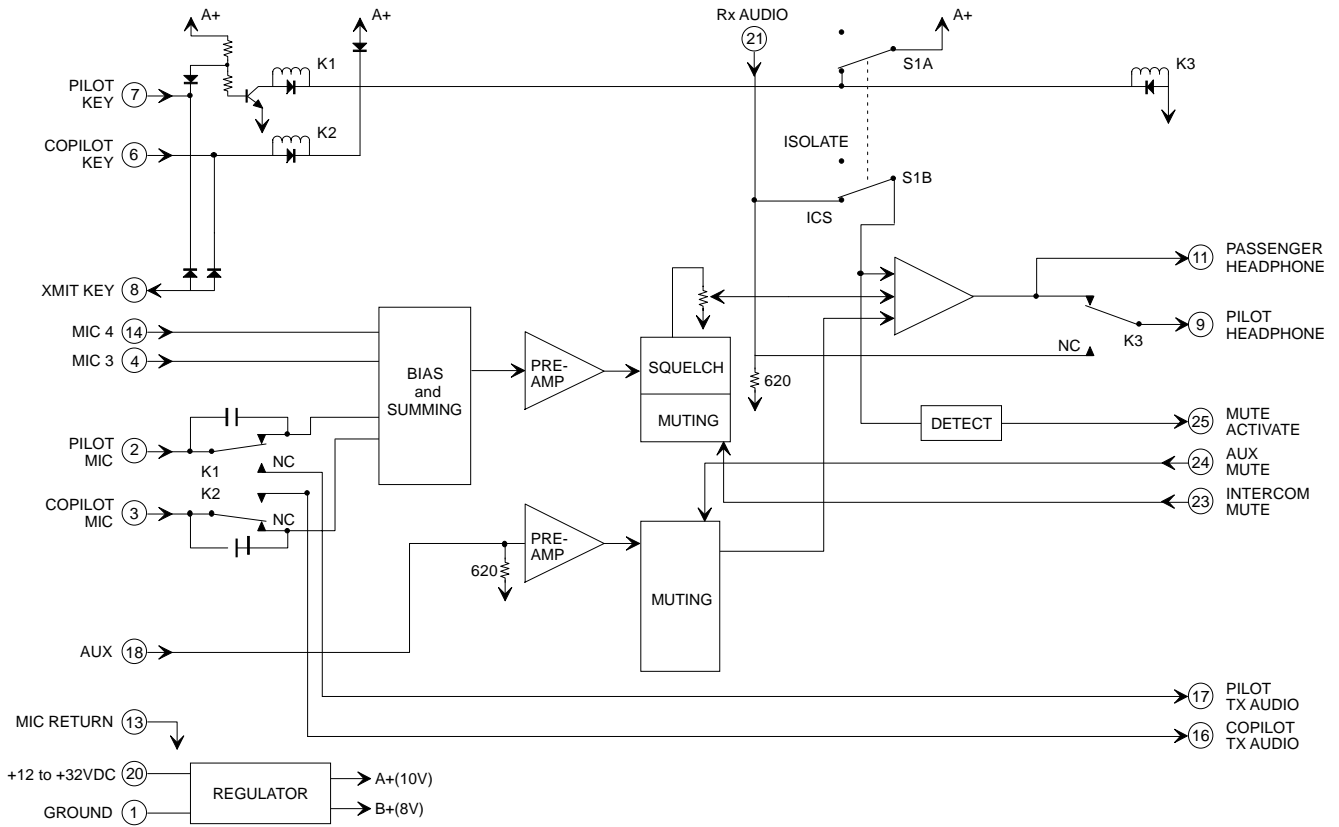 A+
A+
Rx AUDIO
21
A+
S1A
K1
K3
PILOT
KEY
7
K2
COPILOT
KEY
6
ISOLATE
S1B
ICS
XMIT KEY
8
11
PASSENGER
HEADPHONE
9
PILOT
HEADPHONE
K3
NC
MIC 4
14
MIC 3
4
BIAS
and
SUMMING
PRE-
AMP
SQUELCH
MUTING
620
DETECT
25
MUTE
ACTIVATE
24
AUX
MUTE
23
INTERCOM
MUTE
PILOT
MIC
2
K1
NC
K2
COPILOT
MIC
3
NC
PRE-
AMP
620
MUTING
AUX
18
17
PILOT
TX AUDIO
16
COPILOT
TX AUDIO
MIC RETURN
13
+12 to +32VDC
20
REGULATOR
A+(10V)
B+(8V)
GROUND
1